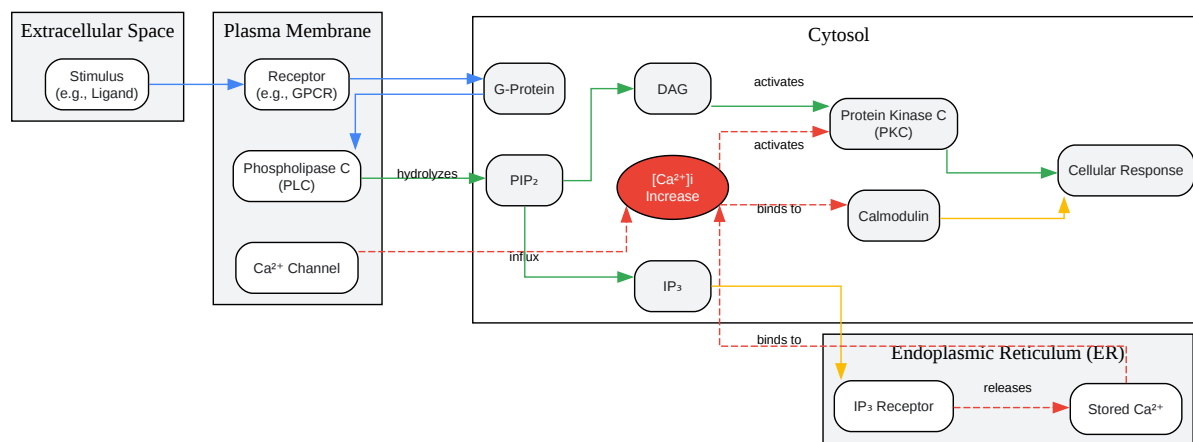 Extracellular Space
Stimulus
(e.g., Ligand)
Plasma Membrane
Receptor
(e.g., GPCR)
Phospholipase C
(PLC)
Ca²⁺ Channel
hydrolyzes
Cytosol
G-Protein
PIP₂
influx
DAG
[Ca²⁺]i
Increase
IP₃
activates
activates
binds to
Protein Kinase C
(PKC)
Calmodulin
Cellular Response
binds to
Endoplasmic Reticulum (ER)
IP₃ Receptor
releases
Stored Ca²⁺